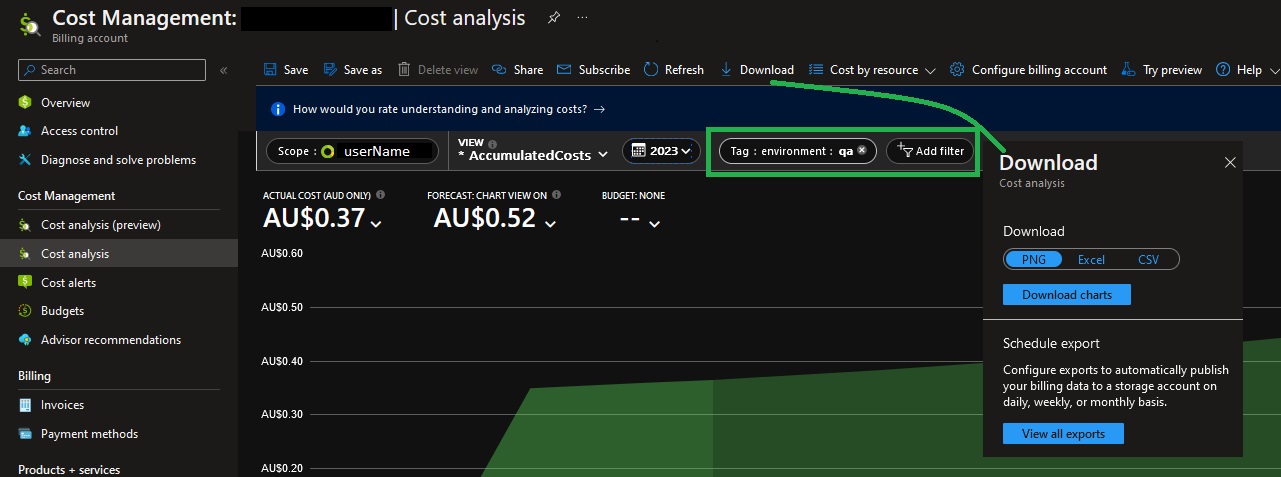 Cost Management: | Cost analysis ...
Billing account
Search «
Save Save as Delete view Share Subscribe Refresh Download Cost by resource Configure billing account Try preview Help
Overview
Access control
Diagnose and solve problems
Cost Management
Cost analysis (preview)
Cost analysis
Cost alerts
Budgets
Advisor recommendations
Billing
Invoices
Payment methods
Products + services
How would you rate understanding and analyzing costs? →
Scope : userName
VIEW
* AccumulatedCosts
2023
Tag : environment : qa
Add filter
ACTUAL COST (AUD ONLY)
AU$0.37
FORECAST: CHART VIEW ON
AU$0.52
BUDGET: NONE
--
AU$0.60
AU$0.50
AU$0.40
AU$0.30
AU$0.20
Download
Cost analysis
Download
PNG Excel CSV
Download charts
Schedule export
Configure exports to automatically publish
your billing data to a storage account on
daily, weekly, or monthly basis.
View all exports